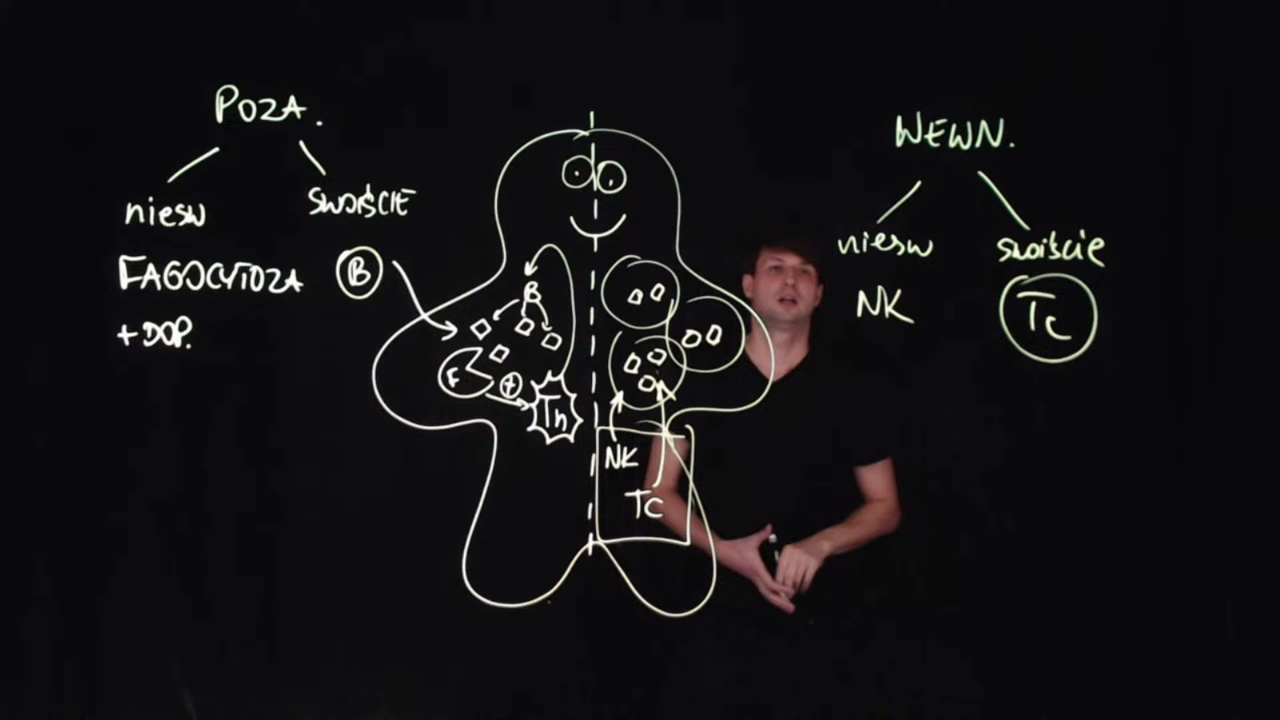 POZA.
niesw
SWOIŚCIE
FAGOCYTOZA
B
+ DOP.
B
F
+
Th
NK
TC
WEWN.
niesw
swoiście
NK
Tc